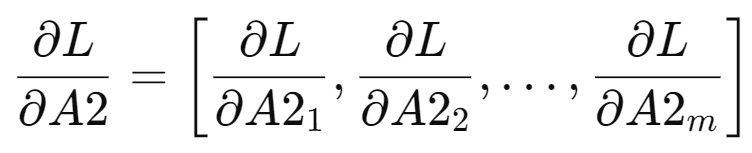 ∂L/∂A2 = [∂L/∂A2₁, ∂L/∂A2₂, ..., ∂L/∂A2ₘ]